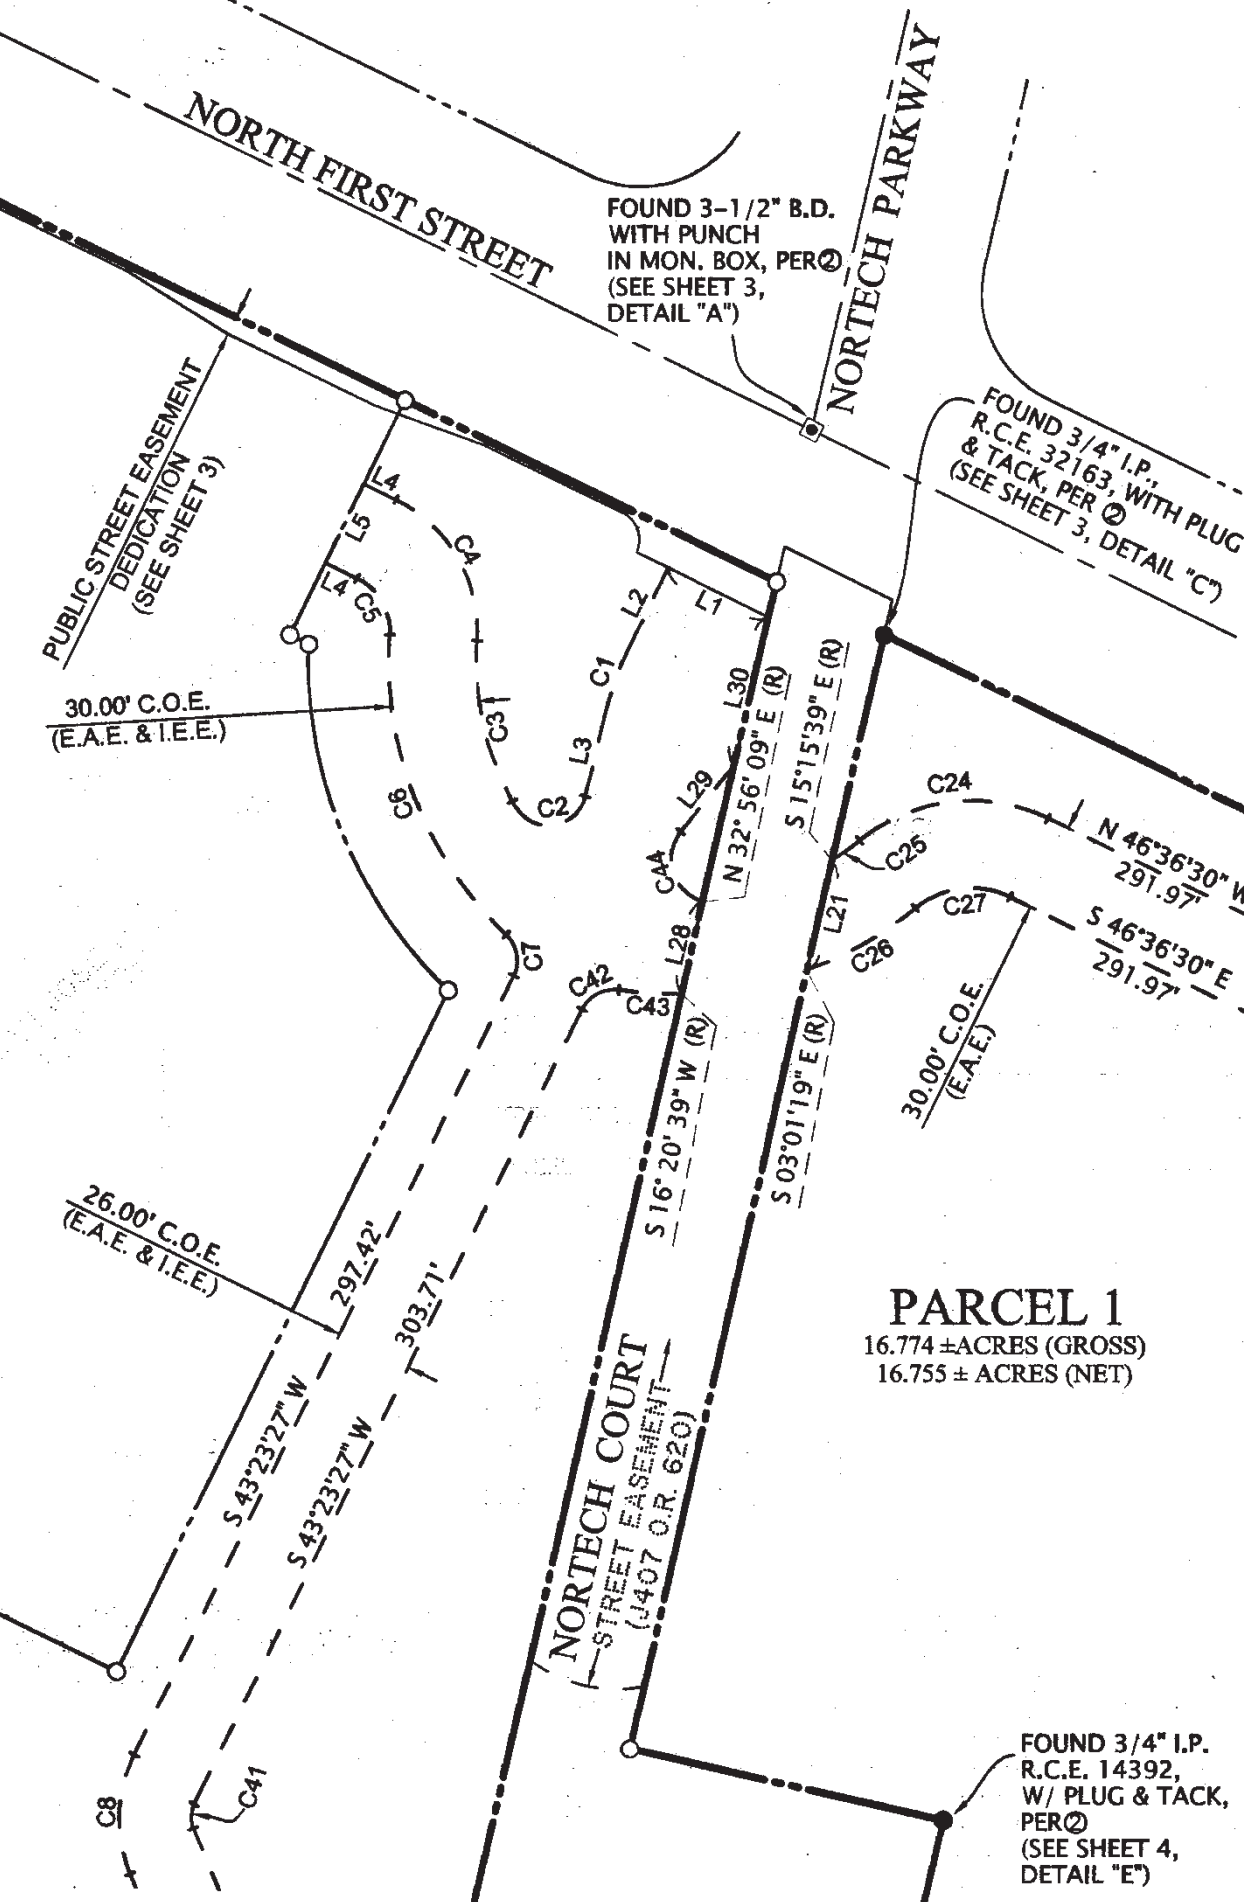 NORTH FIRST STREET
NORTECH PARKWAY
FOUND 3-1/2" B.D.
WITH PUNCH
IN MON. BOX, PER②
(SEE SHEET 3,
DETAIL "A")
FOUND 3/4" I.P.,
R.C.E. 32163, WITH PLUG
& TACK, PER ②
(SEE SHEET 3, DETAIL "C")
PUBLIC STREET EASEMENT
DEDICATION
(SEE SHEET 3)
L4
L5
C4
L4
C5
L2
L1
C1
30.00' C.O.E.
(E.A.E. & I.E.E.)
C3
L3
L30
N 32° 56' 09" E (R)
S 15°15'39" E (R)
C6
C2
L29
C24
C25
N 46°36'30" W
291.97'
C44
L21
C27
S 46°36'30" E
291.97'
L28
C26
C7
C42
C43
30.00' C.O.E.
(E.A.E.)
S 16° 20' 39" W (R)
S 03°01'19" E (R)
26.00' C.O.E.
(E.A.E. & I.E.E.)
297.42'
303.71'
PARCEL 1
16.774 ±ACRES (GROSS)
16.755 ± ACRES (NET)
S 43°23'27" W
S 43°23'27" W
NORTECH COURT
STREET EASEMENT
(J407 O.R. 620)
C8
C41
FOUND 3/4" I.P.
R.C.E. 14392,
W/ PLUG & TACK,
PER②
(SEE SHEET 4,
DETAIL "E")